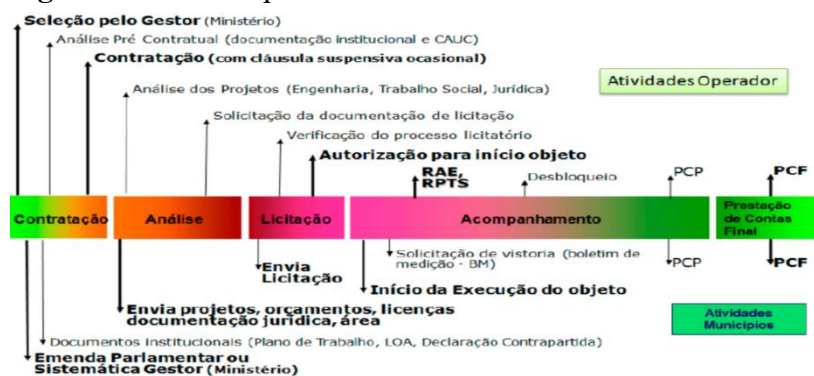 Seleção pelo Gestor (Ministério)
Análise Pré Contratual (documentação institucional e CAUC)
Contratação (com cláusula suspensiva ocasional)
Atividades Operador
Análise dos Projetos (Engenharia, Trabalho Social, Jurídica)
Solicitação da documentação de licitação
Verificação do processo licitatório
Autorização para início objeto
RAE,
RPTS
Desbloqueio
PCP
PCF
Contratação
Análise
Licitação
Acompanhamento
Prestação
de Contas
Final
Envia
Licitação
Solicitação de vistoria (boletim de
medição - BM)
PCP
PCF
Início da Execução do objeto
Envia projetos, orçamentos, licenças
documentação jurídica, área
Atividades
Municípios
Documentos Institucionais (Plano de Trabalho, LOA, Declaração Contrapartida)
Emenda Parlamentar ou
Sistemática Gestor (Ministério)